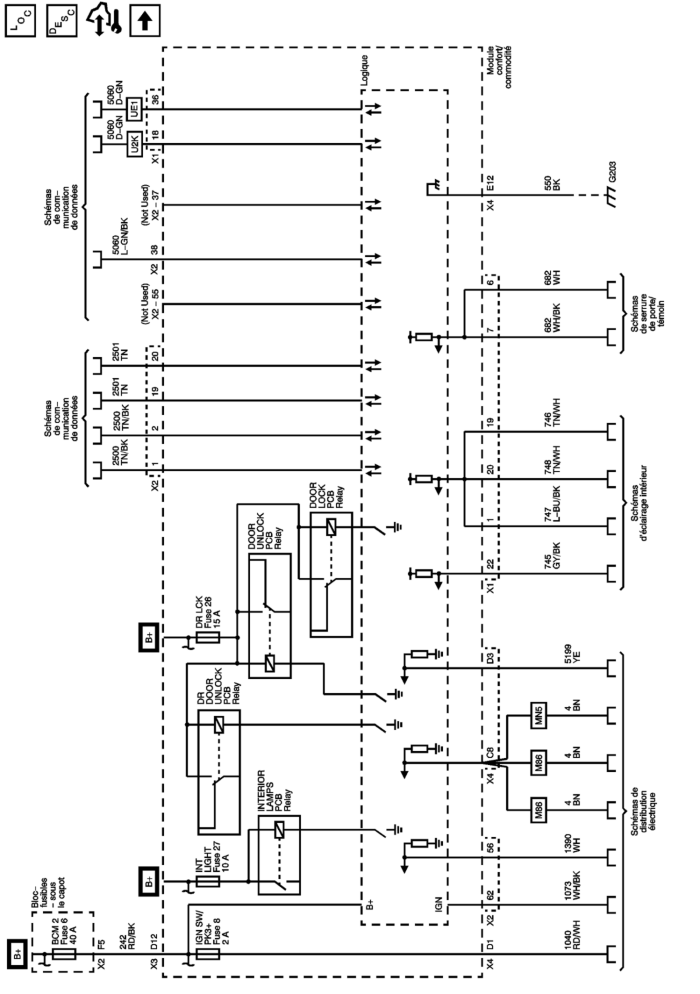 B+
Bloc–
fusibles
– sous
le capot
BCM 2
Fuse 6
40 A
X2
F5
242
RD/BK
X3
D12
IGN SW/
PK3+
Fuse 8
2 A
X4
D1
1040
RD/WH
B+
INT
LIGHT
Fuse 27
10 A
INTERIOR
LAMPS
PCB
Relay
DR
DOOR
UNLOCK
PCB
Relay
B+
DR LCK
Fuse 26
15 A
DOOR
UNLOCK
PCB
Relay
DOOR
LOCK
PCB
Relay
Schémas
de com–
munication
de données
2500
TN/BK
2500
TN/BK
2501
TN
2501
TN
X2
1
2
19
20
Schémas
de com–
munication
de données
(Not Used)
X2 – 55
5060
L–GN/BK
X2
38
(Not Used)
X2 – 37
5060
D–GN
U2K
X1
18
5060
D–GN
UE1
36
L
O
C
D
E
S
C
Logique
Module
confort/
commodité
B+
IGN
X2
62
56
1073
WH/BK
1390
WH
X4
C8
D3
M86
M86
MN5
4
BN
4
BN
4
BN
5199
YE
Schémas de
distribution
électrique
X1
22
1
20
19
7
6
745
GY/BK
747
L–BU/BK
748
TN/WH
746
TN/WH
Schémas
d'éclairage intérieur
682
WH/BK
682
WH
Schémas
de serrure
de porte/
témoin
X4
E12
550
BK
G203